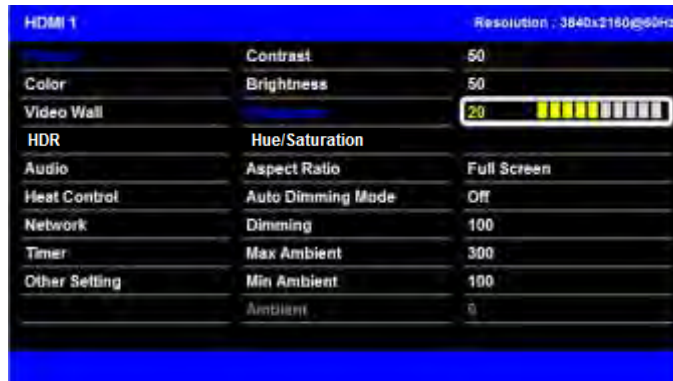 HDMI 1 Resolution : 3840x2160@60Hz
Contrast 50
Color Brightness 50
Video Wall 20
HDR Hue/Saturation
Audio Aspect Ratio Full Screen
Heat Control Auto Dimming Mode Off
Network Dimming 100
Timer Max Ambient 300
Other Setting Min Ambient 100
Ambient